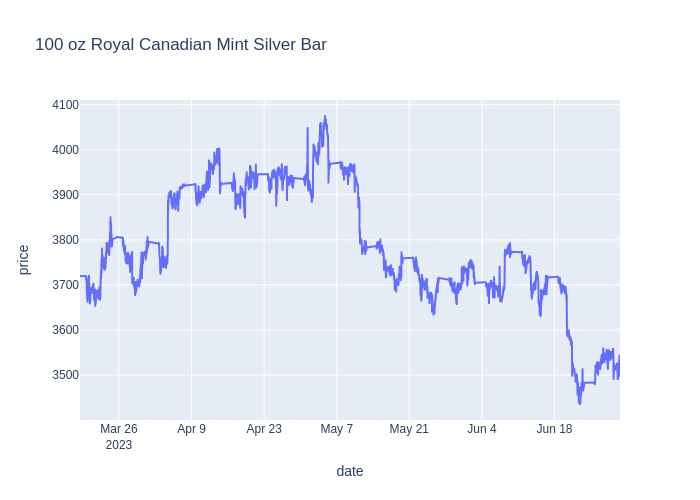 100 oz Royal Canadian Mint Silver Bar
4100
4000
3900
3800
3700
3600
3500
price
Mar 26
2023
Apr 9
Apr 23
May 7
May 21
Jun 4
Jun 18
date